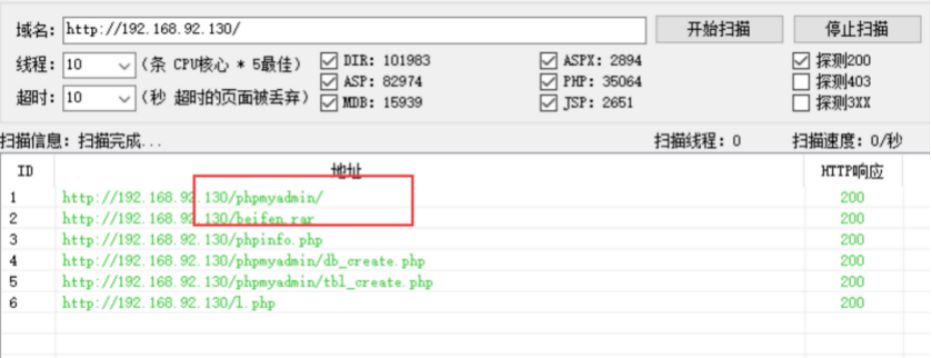 域名: http://192.168.92.130/ 开始扫描 停止扫描
线程: 10 (条 CPU核心 * 5最佳) DIR: 101983 ASPX: 2894 探测200
ASP: 82974 PHP: 35064 探测403
超时: 10 (秒 超时的页面被丢弃) MDB: 15939 JSP: 2651 探测3XX
扫描信息: 扫描完成... 扫描线程: 0 扫描速度: 0/秒
ID 地址 HTTP响应
1 http://192.168.92.130/phpmyadmin/ 200
2 http://192.168.92.130/beifen.rar 200
3 http://192.168.92.130/phpinfo.php 200
4 http://192.168.92.130/phpmyadmin/db_create.php 200
5 http://192.168.92.130/phpmyadmin/tbl_create.php 200
6 http://192.168.92.130/l.php 200